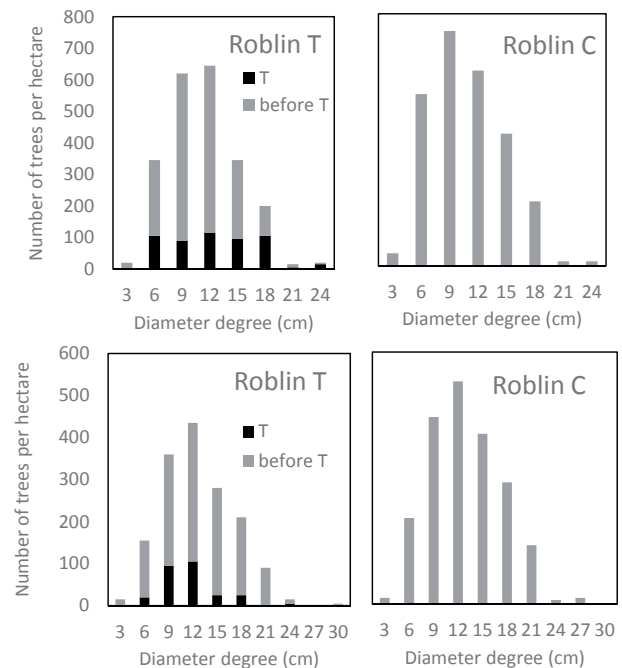 Roblin T
T
before T
Number of trees per hectare
800
700
600
500
400
300
200
100
0
3 6 9 12 15 18 21 24
Diameter degree (cm)
Roblin C
3 6 9 12 15 18 21 24
Diameter degree (cm)
Roblin T
T
before T
Number of trees per hectare
600
500
400
300
200
100
0
3 6 9 12 15 18 21 24 27 30
Diameter degree (cm)
Roblin C
3 6 9 12 15 18 21 24 27 30
Diameter degree (cm)